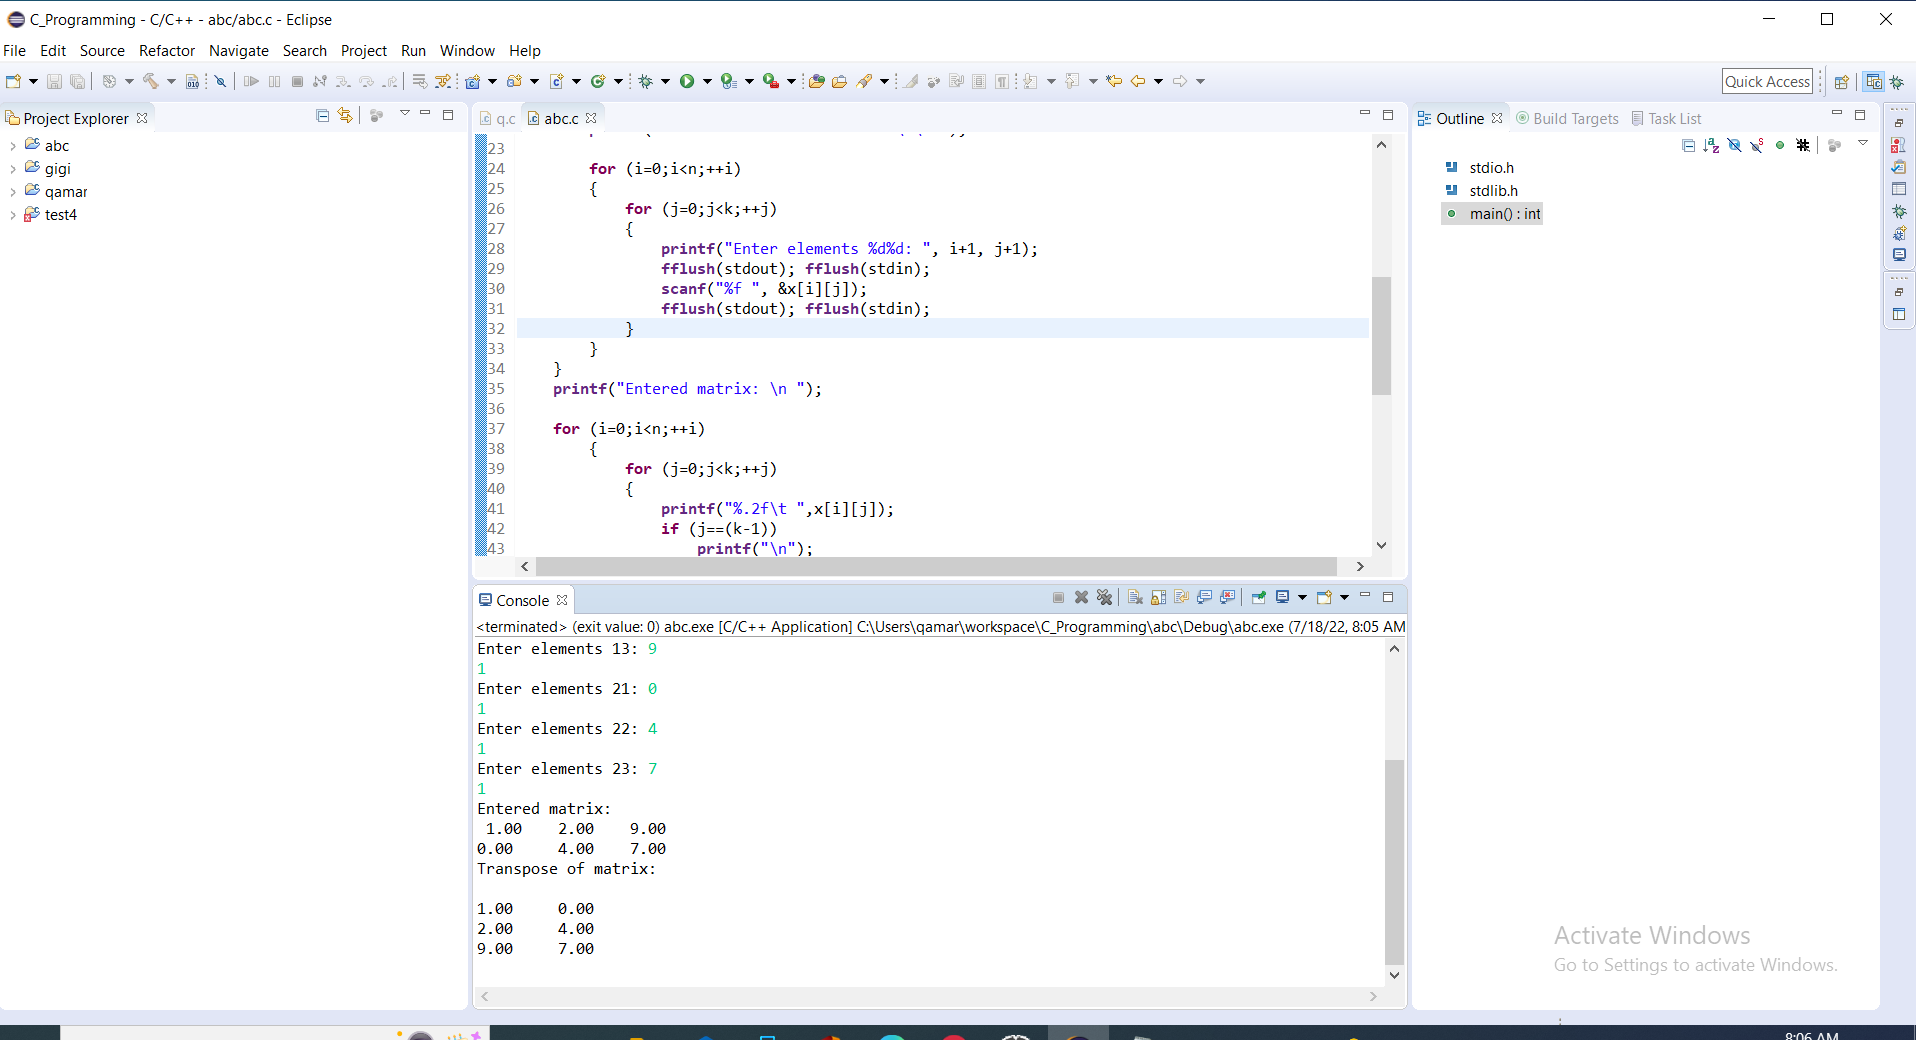 C_Programming - C/C++ - abc/abc.c - Eclipse
File Edit Source Refactor Navigate Search Project Run Window Help
Quick Access
Project Explorer
abc
gigi
qamar
test4
q.c abc.c
23
24 for (i=0;i<n;++i)
25 {
26 for (j=0;j<k;++j)
27 {
28 printf("Enter elements %d%d: ", i+1, j+1);
29 fflush(stdout); fflush(stdin);
30 scanf("%f ", &x[i][j]);
31 fflush(stdout); fflush(stdin);
32 }
33 }
34 }
35 printf("Entered matrix: \n ");
36
37 for (i=0;i<n;++i)
38 {
39 for (j=0;j<k;++j)
40 {
41 printf("%.2f\t ",x[i][j]);
42 if (j==(k-1))
43 printf("\n");
Console
<terminated> (exit value: 0) abc.exe [C/C++ Application] C:\Users\qamar\workspace\C_Programming\abc\Debug\abc.exe (7/18/22, 8:05 AM
Enter elements 13: 9
1
Enter elements 21: 0
1
Enter elements 22: 4
1
Enter elements 23: 7
1
Entered matrix:
1.00 2.00 9.00
0.00 4.00 7.00
Transpose of matrix:
1.00 0.00
2.00 4.00
9.00 7.00
Outline Build Targets Task List
stdio.h
stdlib.h
main() : int
Activate Windows
Go to Settings to activate Windows.
8:06 AM